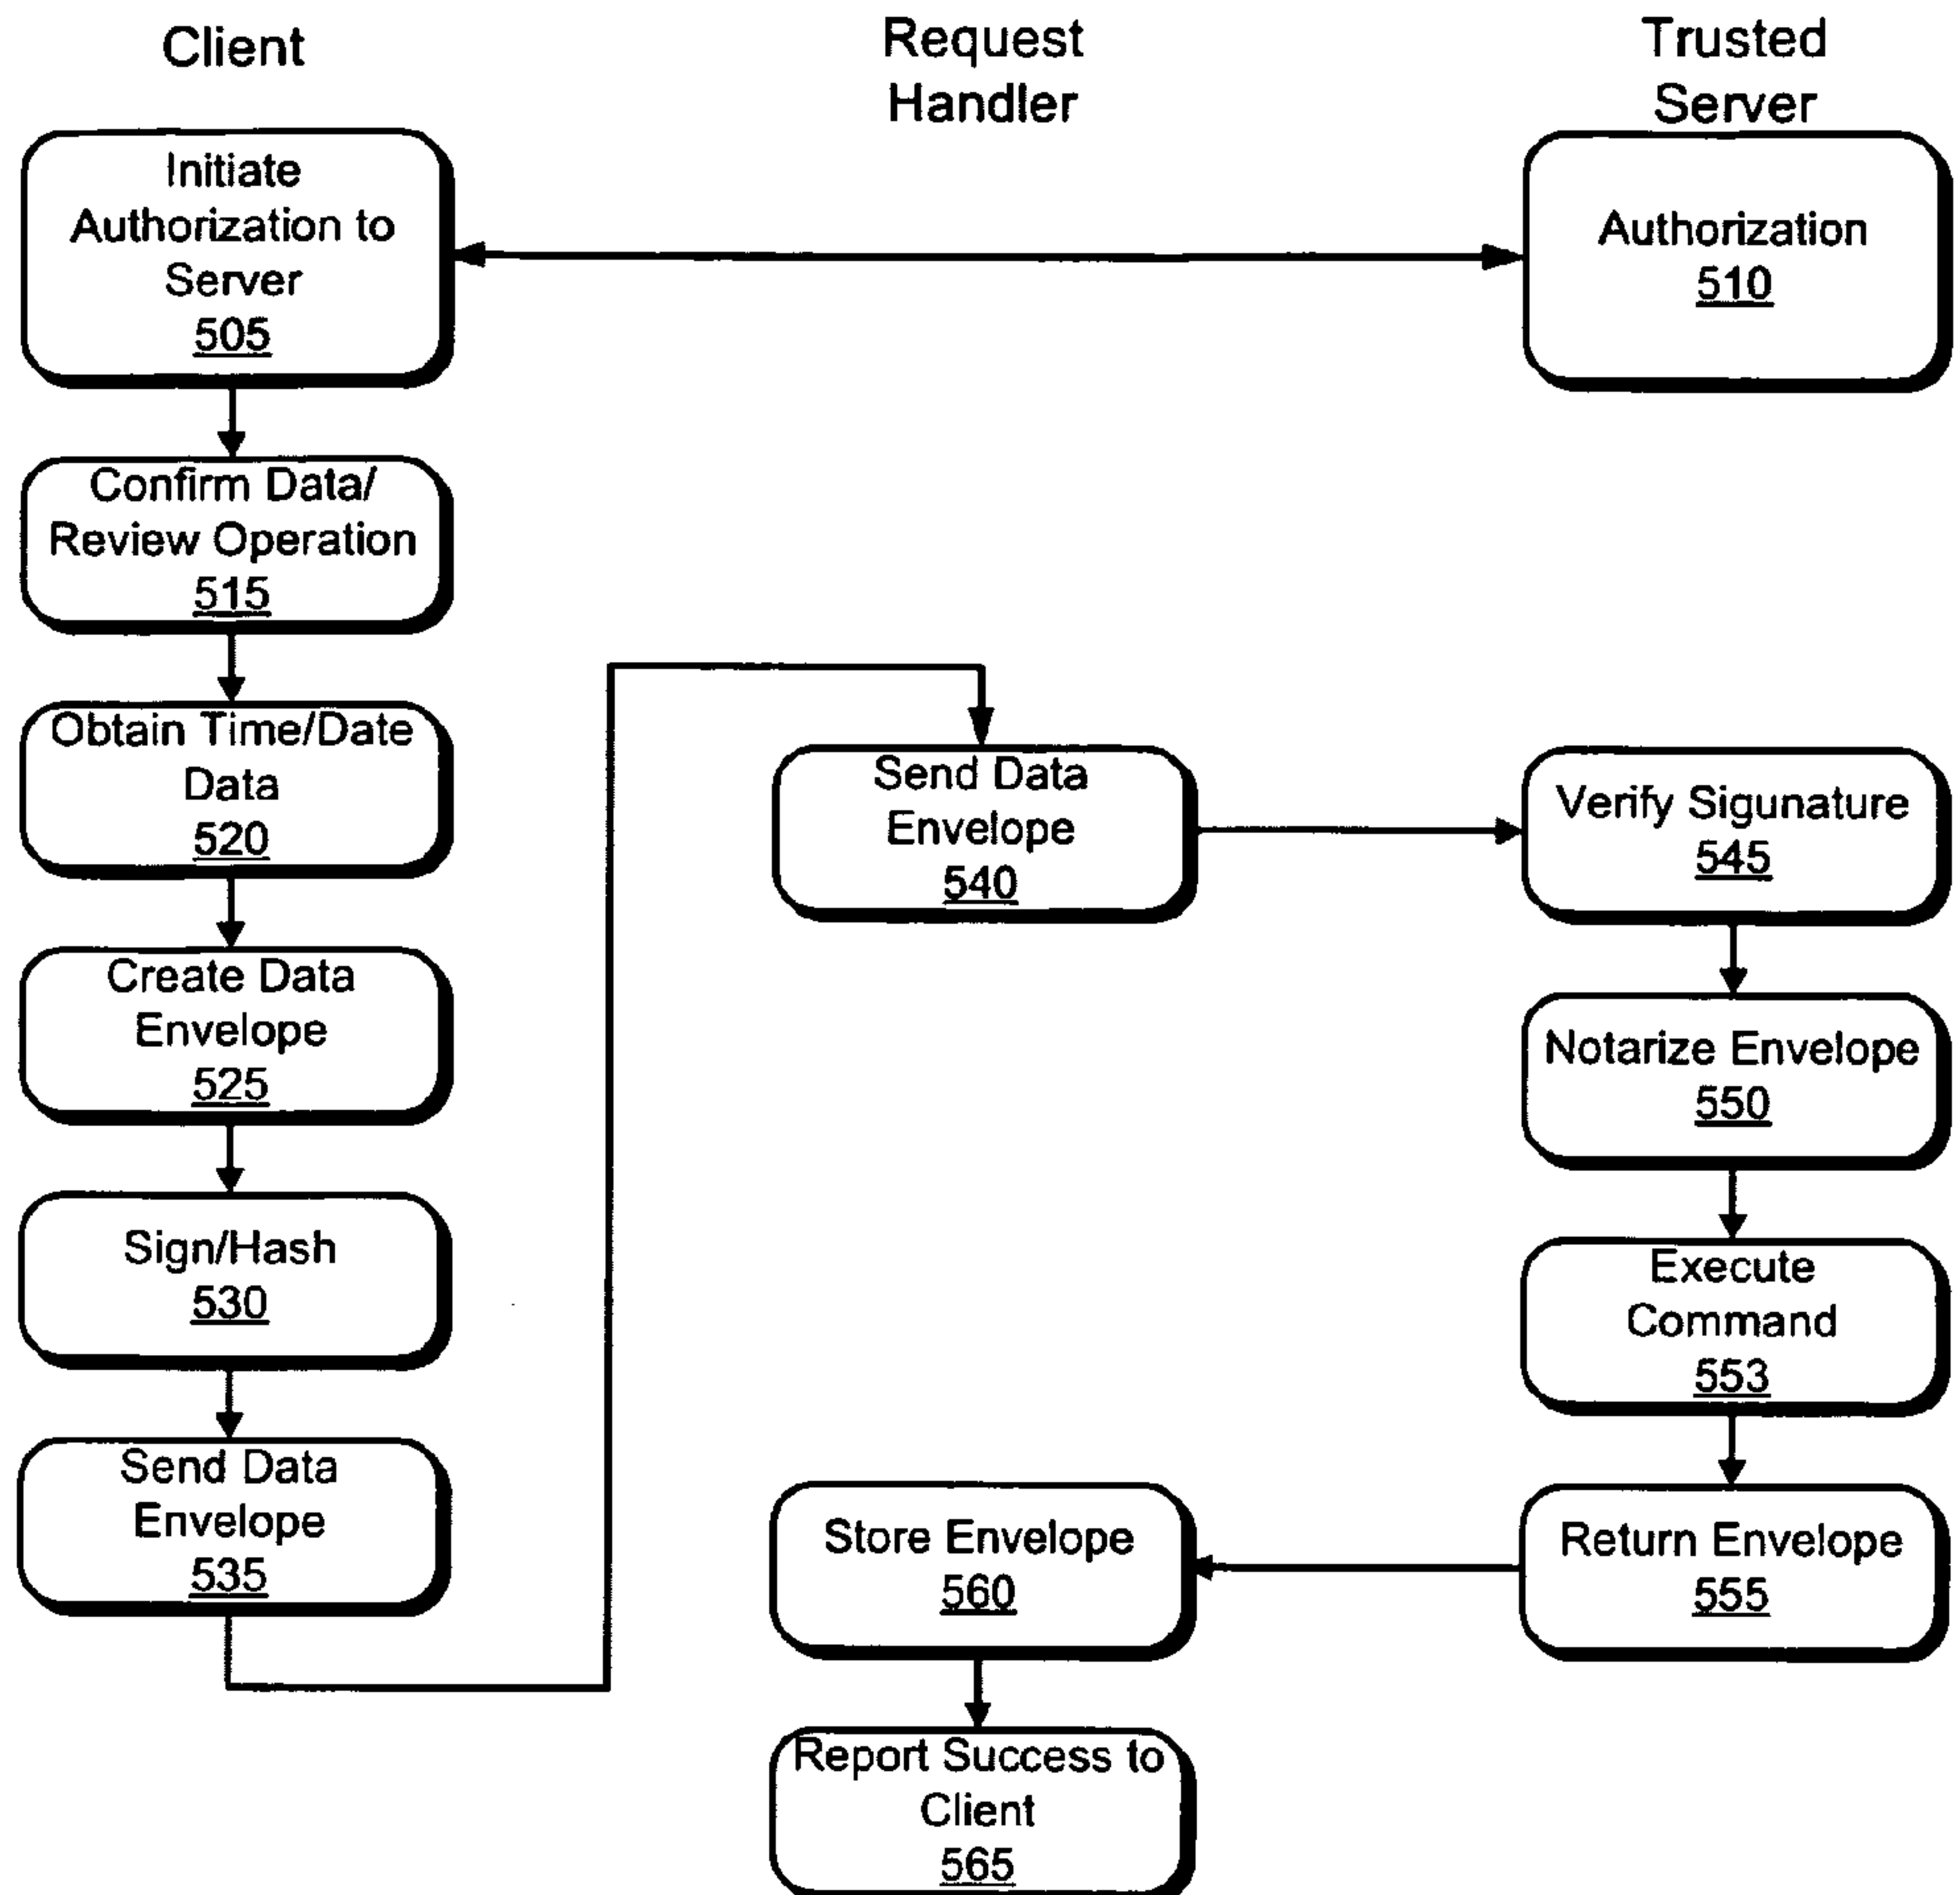 Client
Initiate
Authorization to
Server
505
Confirm Data/
Review Operation
515
Obtain Time/Date
Data
520
Create Data
Envelope
525
Sign/Hash
530
Send Data
Envelope
535
Request
Handler
Send Data
Envelope
540
Store Envelope
560
Report Success to
Client
565
Trusted
Server
Authorization
510
Verify Sigunature
545
Notarize Envelope
550
Execute
Command
553
Return Envelope
555